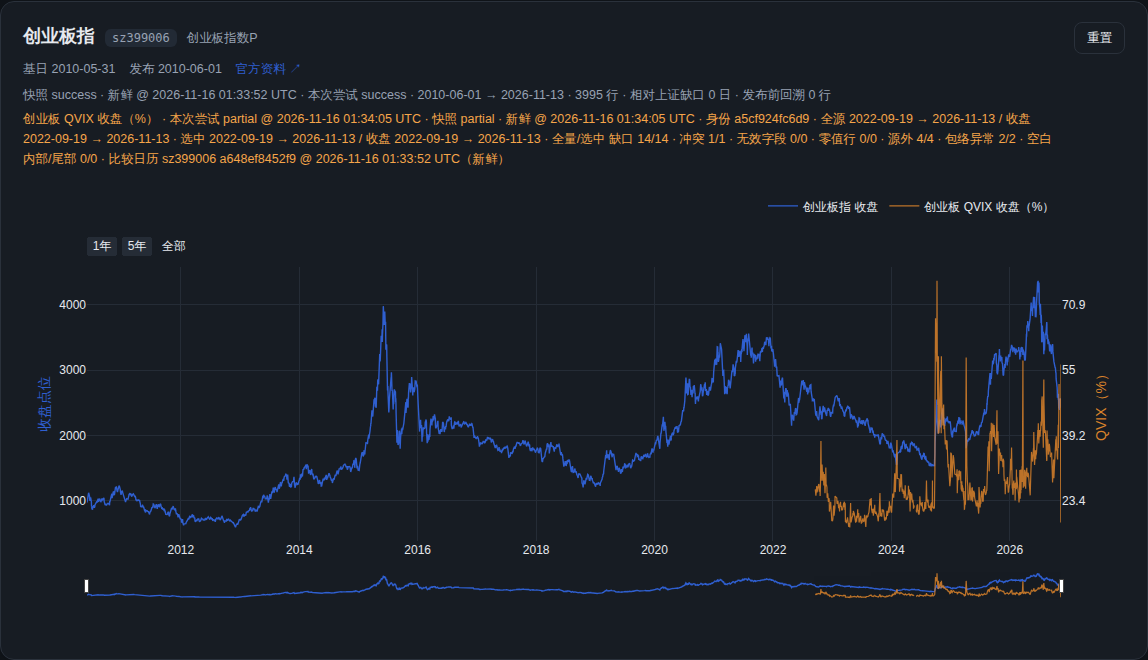 创业板指 sz399006 创业板指数P
重置
基日 2010-05-31 发布 2010-06-01 官方资料 ↗
快照 success · 新鲜 @ 2026-11-16 01:33:52 UTC · 本次尝试 success · 2010-06-01 → 2026-11-13 · 3995 行 · 相对上证缺口 0 日 · 发布前回溯 0 行
创业板 QVIX 收盘（%） · 本次尝试 partial @ 2026-11-16 01:34:05 UTC · 快照 partial · 新鲜 @ 2026-11-16 01:34:05 UTC · 身份 a5cf924fc6d9 · 全源 2022-09-19 → 2026-11-13 / 收盘
2022-09-19 → 2026-11-13 · 选中 2022-09-19 → 2026-11-13 / 收盘 2022-09-19 → 2026-11-13 · 全量/选中 缺口 14/14 · 冲突 1/1 · 无效字段 0/0 · 零值行 0/0 · 源外 4/4 · 包络异常 2/2 · 空白
内部/尾部 0/0 · 比较日历 sz399006 a648ef8452f9 @ 2026-11-16 01:33:52 UTC（新鲜）
创业板指 收盘 创业板 QVIX 收盘（%）
1年 5年 全部
4000 70.9
3000 55
收盘点位
QVIX（%）
2000 39.2
1000 23.4
2012 2014 2016 2018 2020 2022 2024 2026